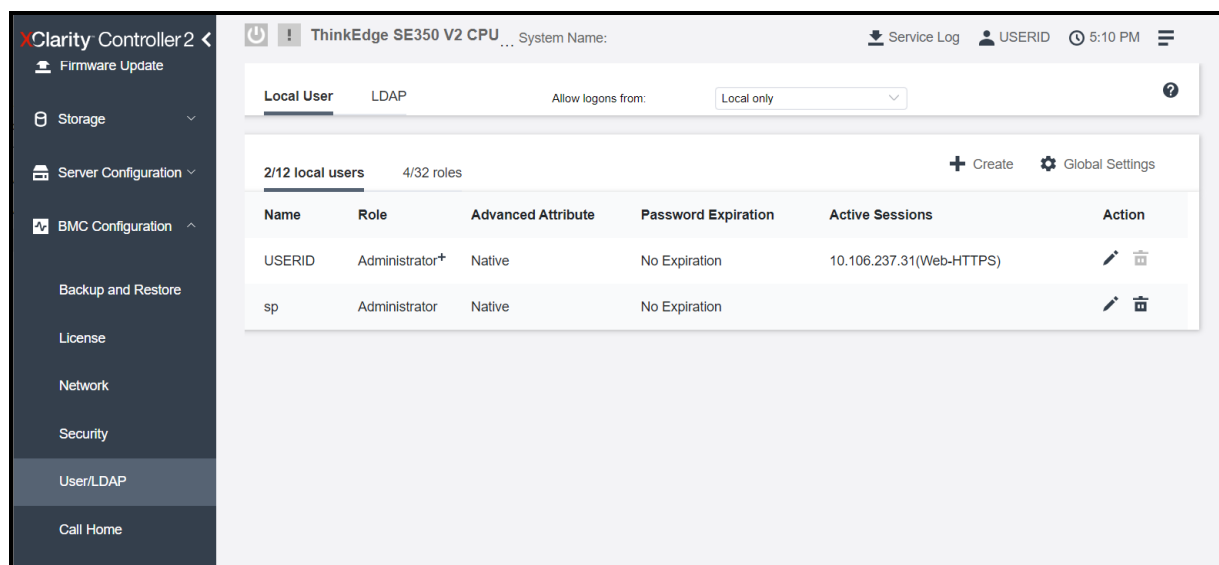 XClarity Controller 2
ThinkEdge SE350 V2 CPU... System Name: Service Log USERID 5:10 PM
Firmware Update
Local User LDAP Allow logons from: Local only
Storage
Server Configuration
2/12 local users 4/32 roles Create Global Settings
Name Role Advanced Attribute Password Expiration Active Sessions Action
BMC Configuration
USERID Administrator+ Native No Expiration 10.106.237.31(Web-HTTPS)
Backup and Restore
sp Administrator Native No Expiration
License
Network
Security
User/LDAP
Call Home